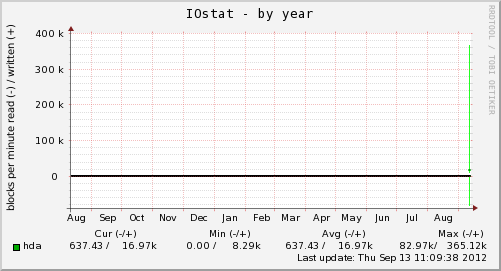 IOstat - by year
RRDTOOL / TOBI OETIKER
blocks per minute read (-) / written (+)
400 k
300 k
200 k
100 k
0
Aug Sep Oct Nov Dec Jan Feb Mar Apr May Jun Jul Aug
Cur (-/+) Min (-/+) Avg (-/+) Max (-/+)
hda 637.43 / 16.97k 0.00 / 8.29k 637.43 / 16.97k 82.97k/ 365.12k
Last update: Thu Sep 13 11:09:38 2012